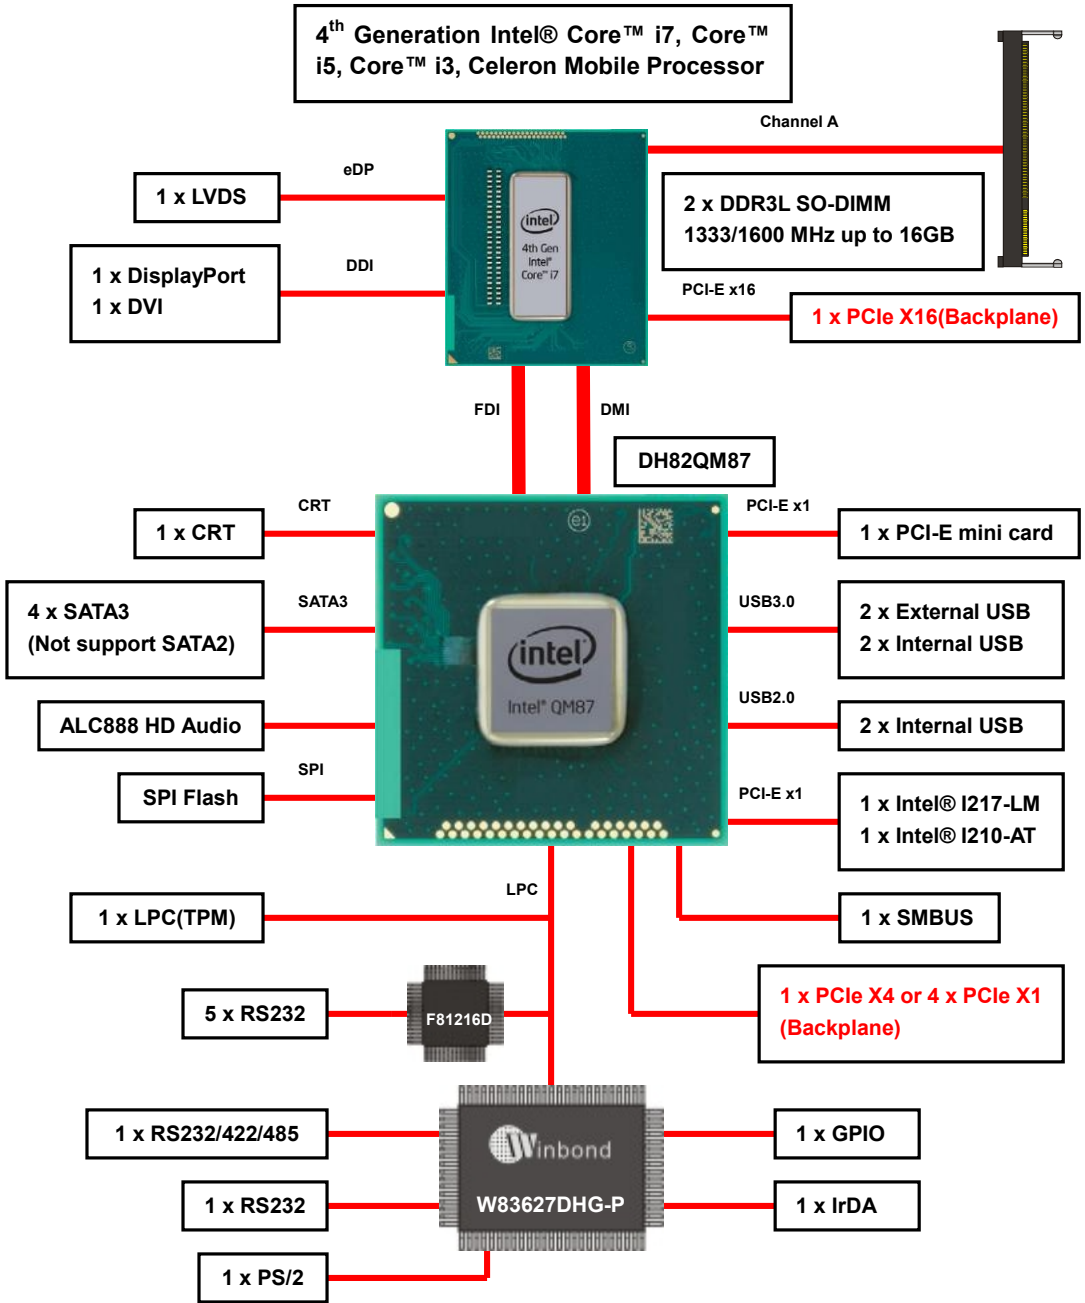 4th Generation Intel® Core™ i7, Core™
i5, Core™ i3, Celeron Mobile Processor
Channel A
eDP
1 x LVDS
intel
4th Gen
Intel®
Core™ i7
2 x DDR3L SO-DIMM
1333/1600 MHz up to 16GB
DDI
1 x DisplayPort
1 x DVI
PCI-E x16
1 x PCIe X16(Backplane)
FDI
DMI
DH82QM87
CRT
1 x CRT
e1
PCI-E x1
1 x PCI-E mini card
SATA3
4 x SATA3
(Not support SATA2)
intel
Intel® QM87
USB3.0
2 x External USB
2 x Internal USB
ALC888 HD Audio
USB2.0
2 x Internal USB
SPI
SPI Flash
PCI-E x1
1 x Intel® I217-LM
1 x Intel® I210-AT
LPC
1 x LPC(TPM)
1 x SMBUS
5 x RS232
F81216D
1 x PCIe X4 or 4 x PCIe X1
(Backplane)
1 x RS232/422/485
Winbond
W83627DHG-P
1 x GPIO
1 x RS232
1 x IrDA
1 x PS/2